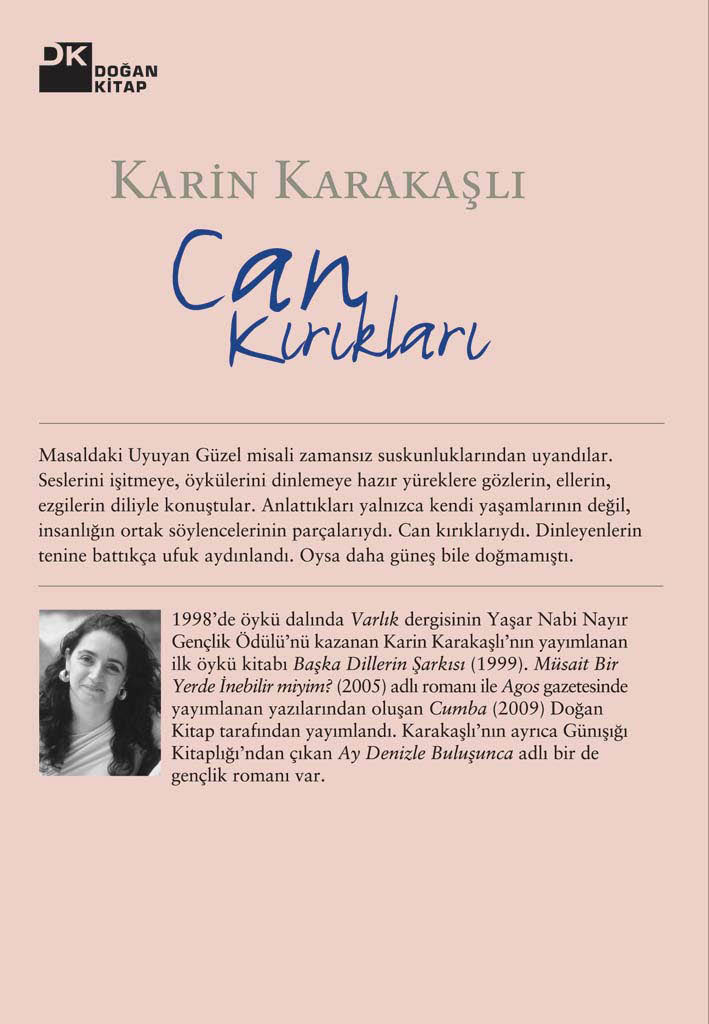 DK
DOĞAN
KİTAP
KARİN KARAKAŞLI
Can
Kırıkları
Masaldaki Uyuyan Güzel misali zamansız suskunluklarından uyandılar.
Seslerini işitmeye, öykülerini dinlemeye hazır yüreklere gözlerin, ellerin,
ezgilerin diliyle konuştular. Anlattıkları yalnızca kendi yaşamlarının değil,
insanlığın ortak söylencelerinin parçalarıydı. Can kırıklarıydı. Dinleyenlerin
tenine battıkça ufuk aydınlandı. Oysa daha güneş bile doğmamıştı.
1998’de öykü dalında Varlık dergisinin Yaşar Nabi Nayır
Gençlik Ödülü’nü kazanan Karin Karakaşlı’nın yayımlanan
ilk öykü kitabı Başka Dillerin Şarkısı (1999). Müsait Bir
Yerde İnebilir miyim? (2005) adlı romanı ile Agos gazetesinde
yayımlanan yazılarından oluşan Cumba (2009) Doğan
Kitap tarafından yayımlandı. Karakaşlı’nın ayrıca Günışığı
Kitaplığı’ndan çıkan Ay Denizle Buluşunca adlı bir de
gençlik romanı var.